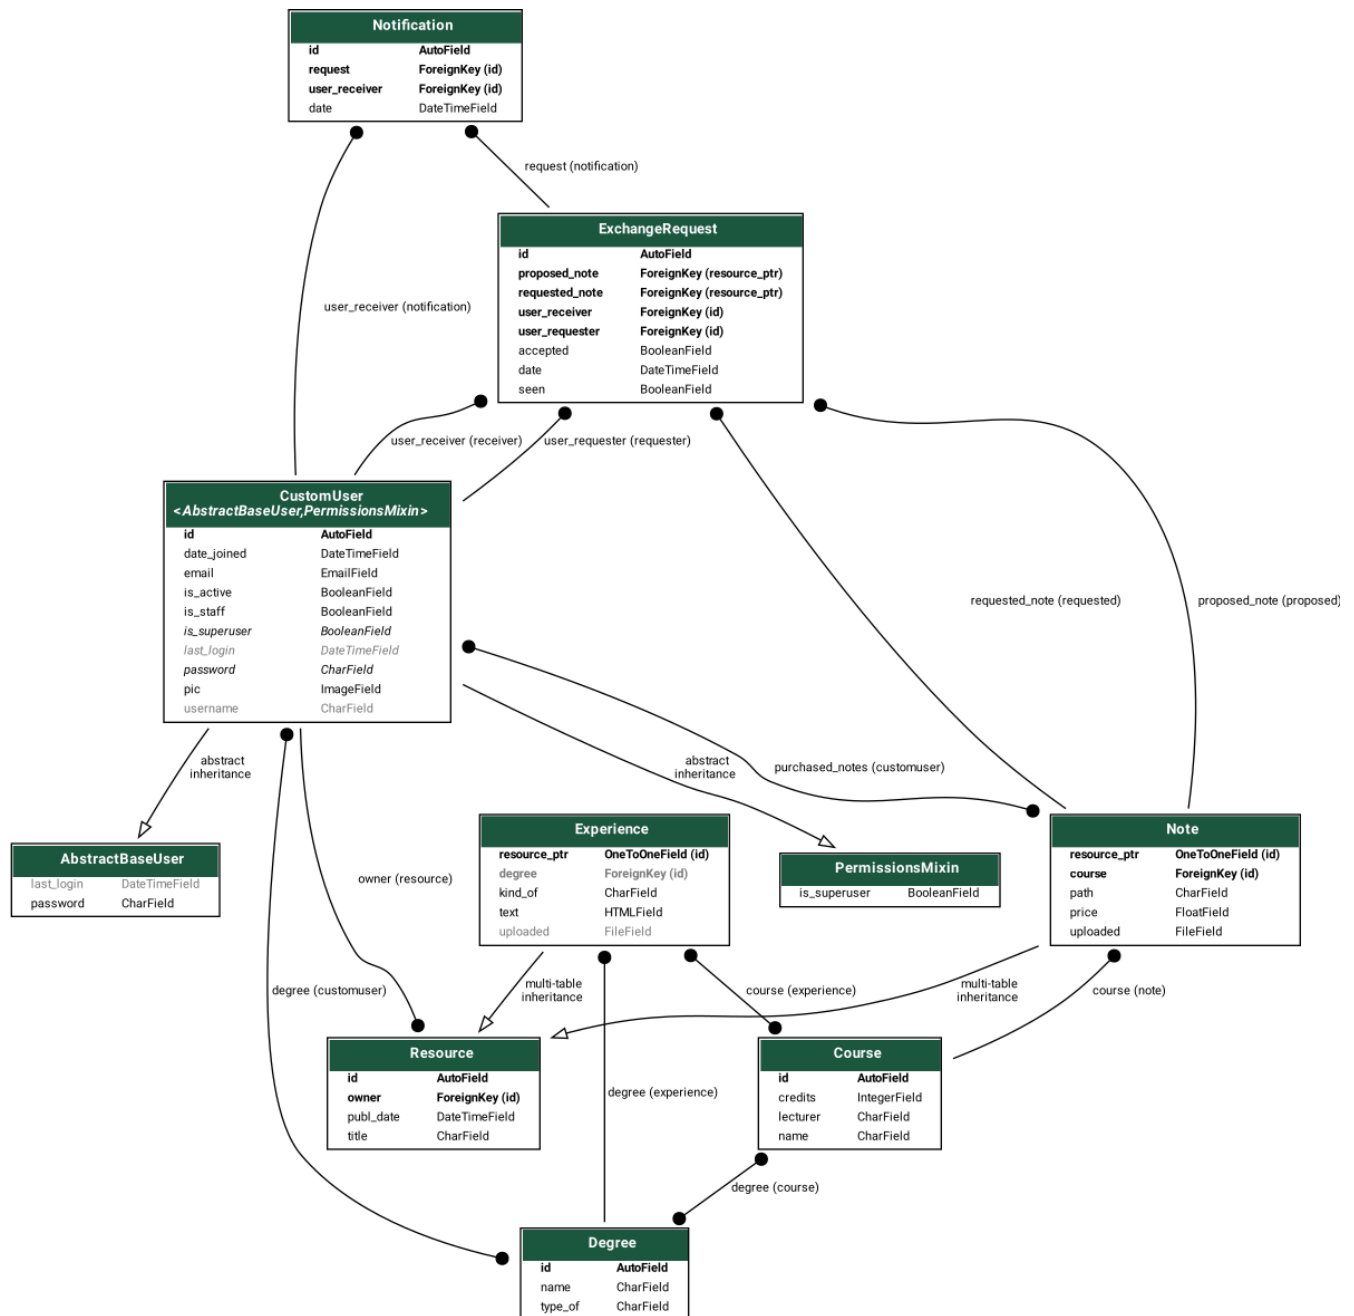 Notification
id AutoField
request ForeignKey (id)
user_receiver ForeignKey (id)
date DateTimeField
request (notification)
ExchangeRequest
id AutoField
proposed_note ForeignKey (resource_ptr)
requested_note ForeignKey (resource_ptr)
user_receiver ForeignKey (id)
user_requester ForeignKey (id)
accepted BooleanField
date DateTimeField
seen BooleanField
user_receiver (notification)
user_receiver (receiver)
user_requester (requester)
CustomUser
<AbstractBaseUser,PermissionsMixin>
id AutoField
date_joined DateTimeField
email EmailField
is_active BooleanField
is_staff BooleanField
is_superuser BooleanField
last_login DateTimeField
password CharField
pic ImageField
username CharField
requested_note (requested)
proposed_note (proposed)
abstract
inheritance
abstract
inheritance
purchased_notes (customuser)
AbstractBaseUser
last_login DateTimeField
password CharField
owner (resource)
Experience
resource_ptr OneToOneField (id)
degree ForeignKey (id)
kind_of CharField
text HTMLField
uploaded FileField
PermissionsMixin
is_superuser BooleanField
Note
resource_ptr OneToOneField (id)
course ForeignKey (id)
path CharField
price FloatField
uploaded FileField
degree (customuser)
multi-table
inheritance
course (experience)
multi-table
inheritance
course (note)
Resource
id AutoField
owner ForeignKey (id)
publ_date DateTimeField
title CharField
degree (experience)
Course
id AutoField
credits IntegerField
lecturer CharField
name CharField
degree (course)
Degree
id AutoField
name CharField
type_of CharField